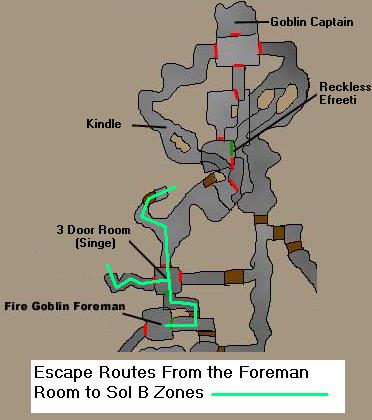 Goblin Captain
Reckless
Efreeti
Kindle
3 Door Room
(Singe)
Fire Goblin Foreman
Escape Routes From the Foreman
Room to Sol B Zones